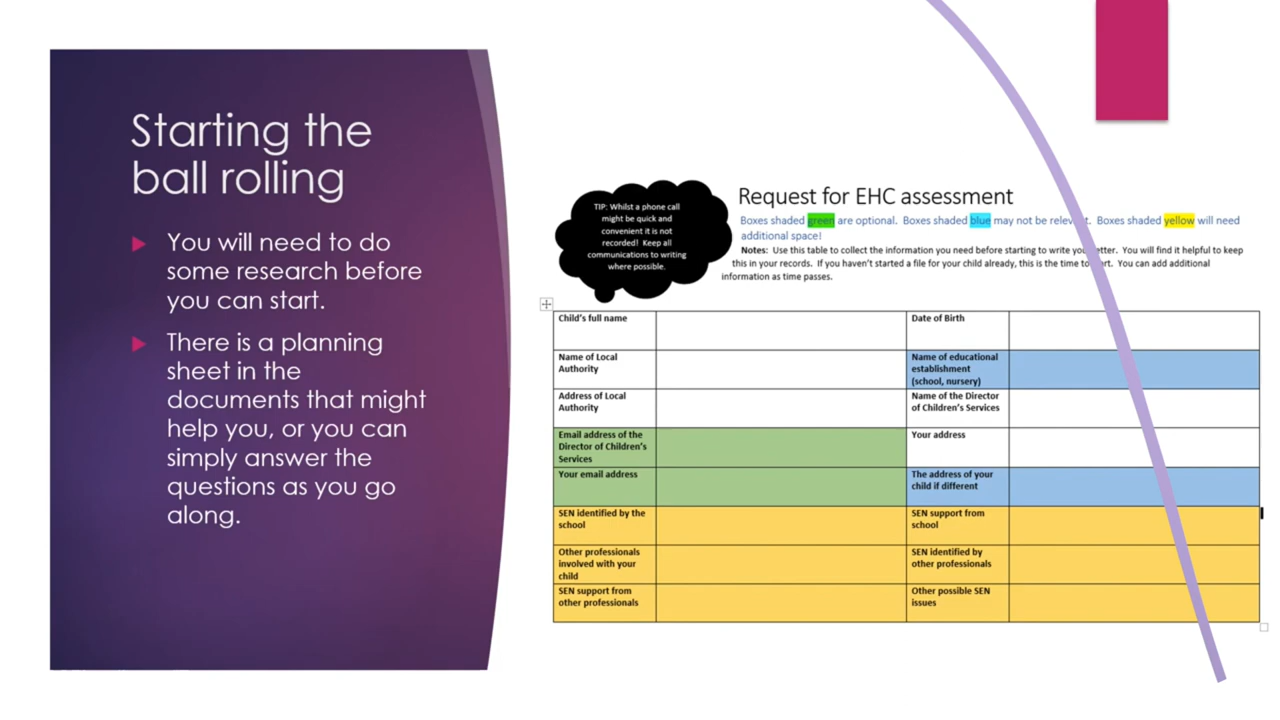 Starting the
ball rolling
You will need to do
some research before
you can start.
There is a planning
sheet in the
documents that might
help you, or you can
simply answer the
questions as you go
along.
TIP: Whilst a phone call
might be quick and
convenient it is not
recorded! Keep all
communications to writing
where possible.
Request for EHC assessment
Boxes shaded green are optional. Boxes shaded blue may not be relevant. Boxes shaded yellow will need
additional space!
Notes: Use this table to collect the information you need before starting to write your letter. You will find it helpful to keep
this in your records. If you haven't started a file for your child already, this is the time to start. You can add additional
information as time passes.
Child's full name
Date of Birth
Name of Local
Authority
Name of educational
establishment
(school, nursery)
Address of Local
Authority
Name of the Director
of Children's Services
Email address of the
Director of Children's
Services
Your address
Your email address
The address of your
child if different
SEN identified by the
school
SEN support from
school
Other professionals
involved with your
child
SEN identified by
other professionals
SEN support from
other professionals
Other possible SEN
issues